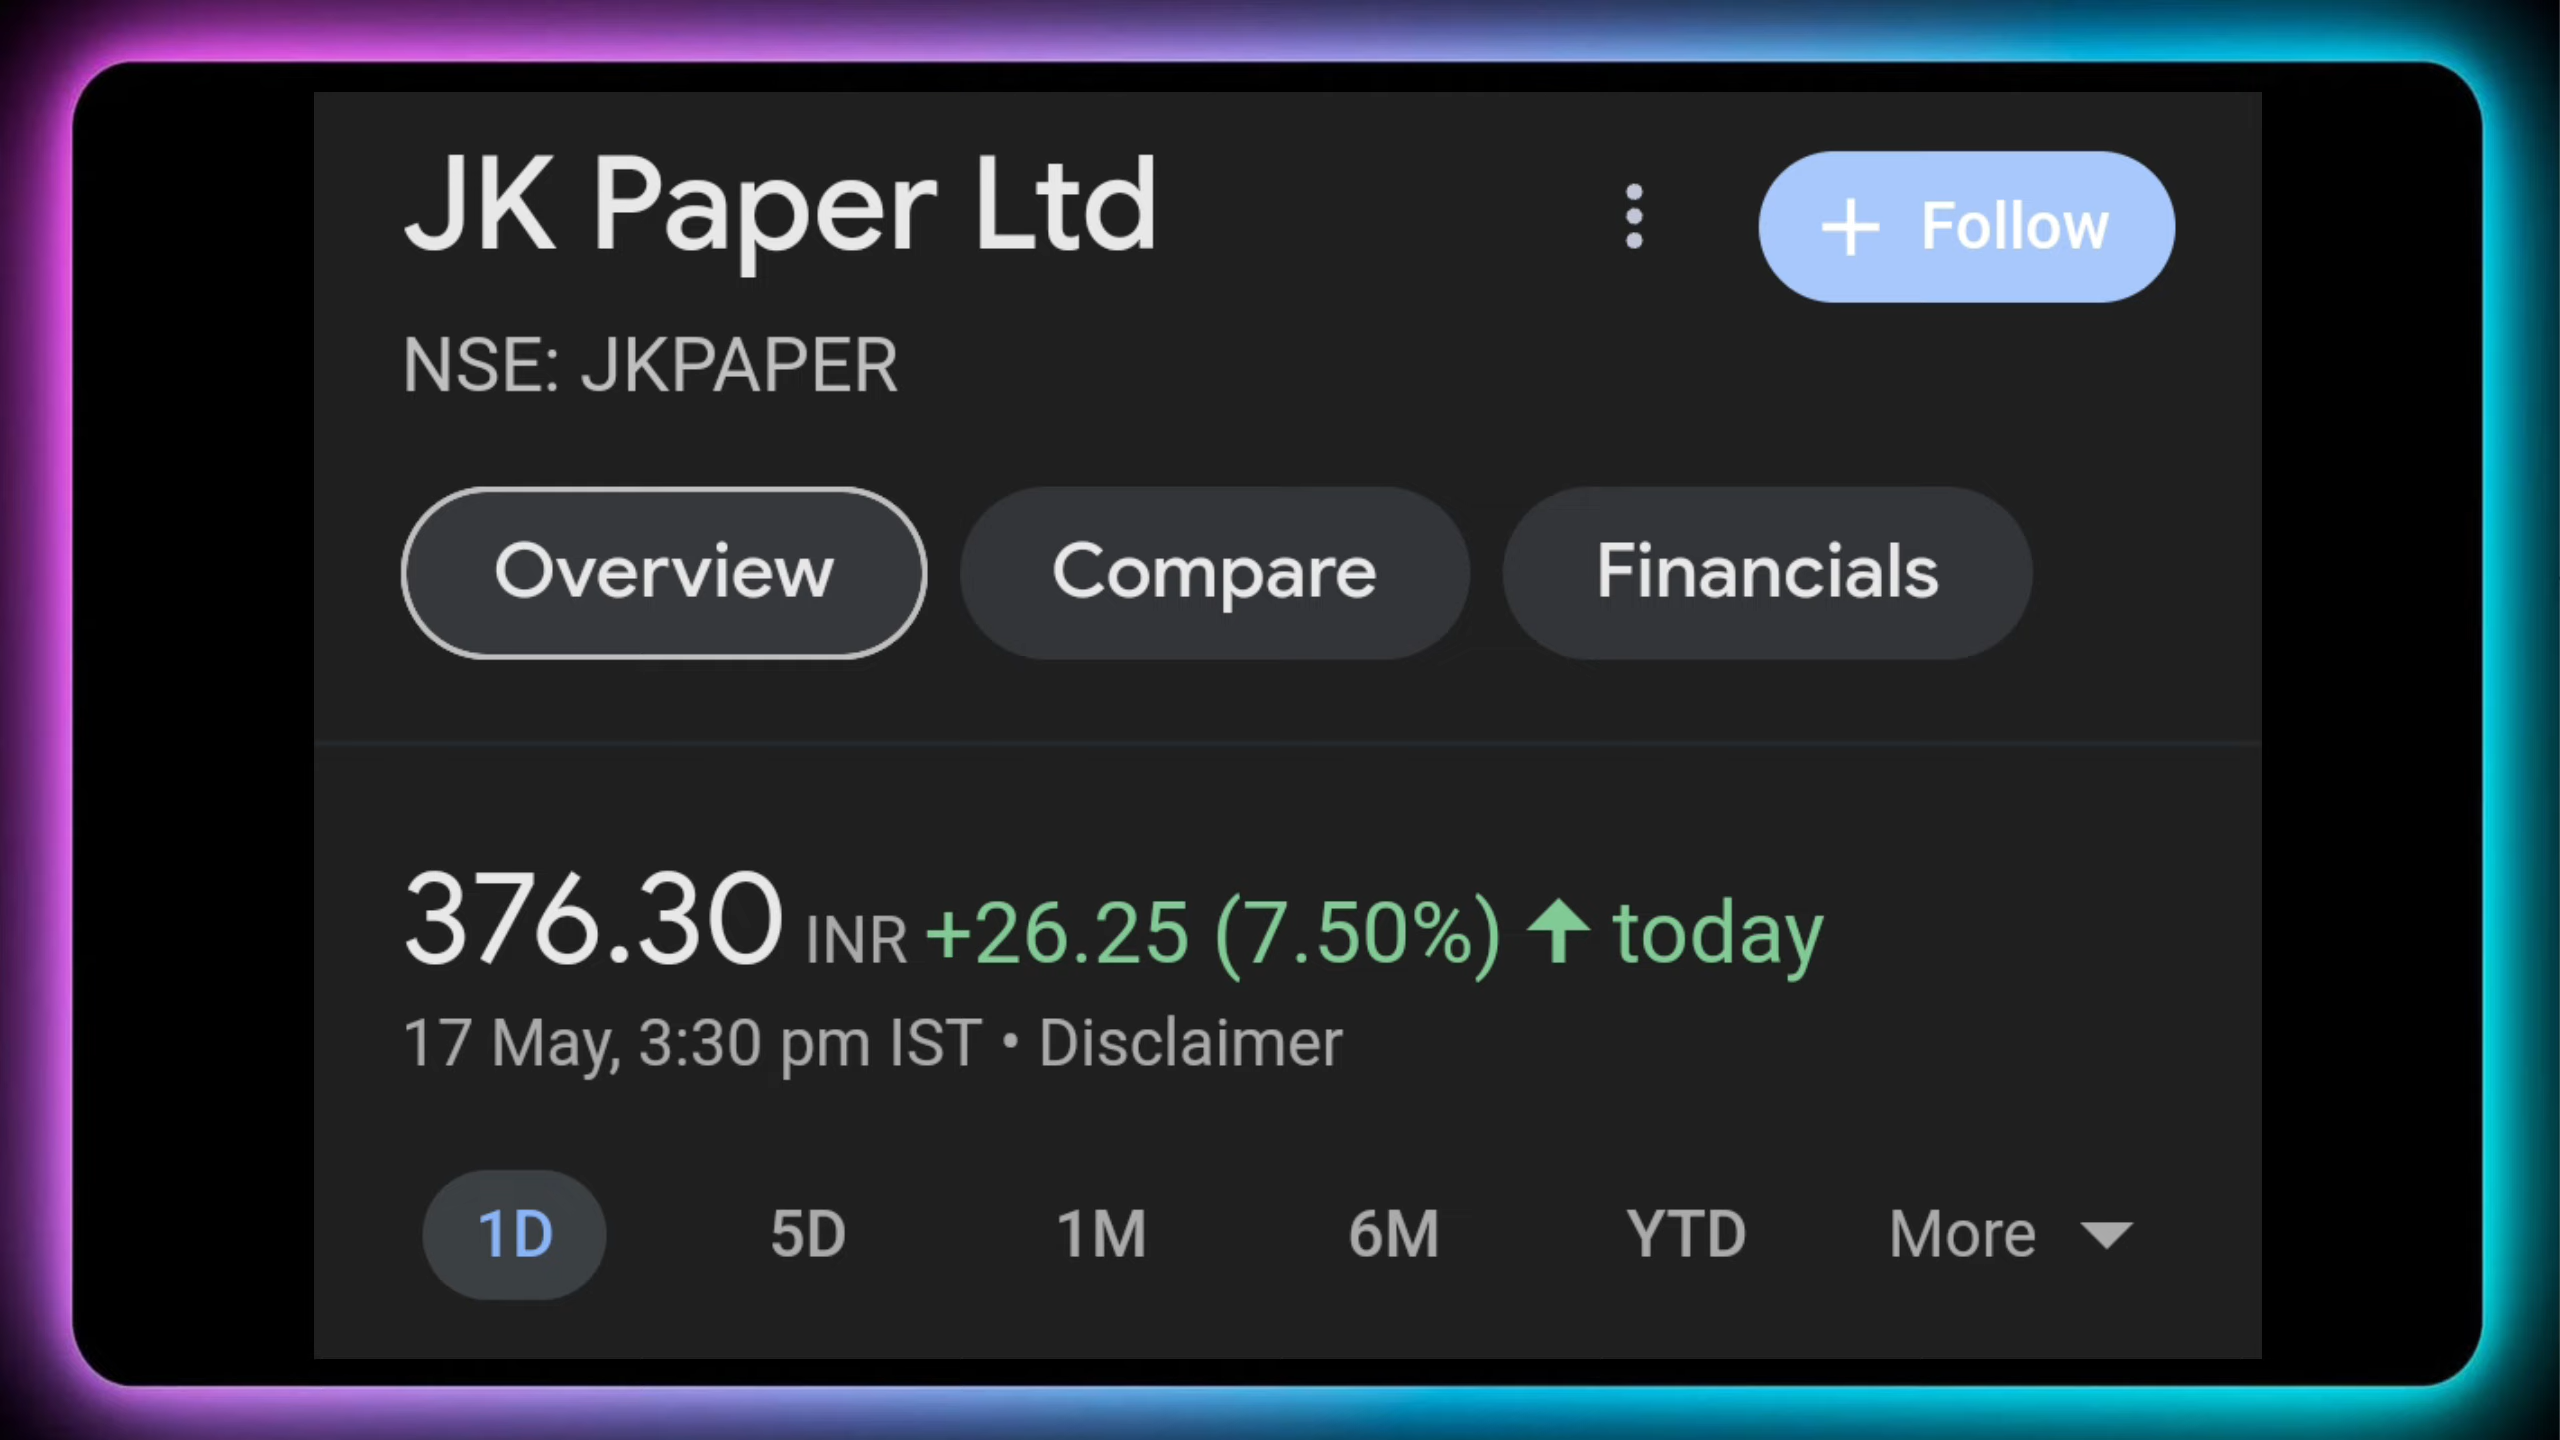 JK Paper Ltd
+ Follow
NSE: JKPAPER
Overview
Compare
Financials
376.30 INR +26.25 (7.50%) ↑ today
17 May, 3:30 pm IST • Disclaimer
1D 5D 1M 6M YTD More